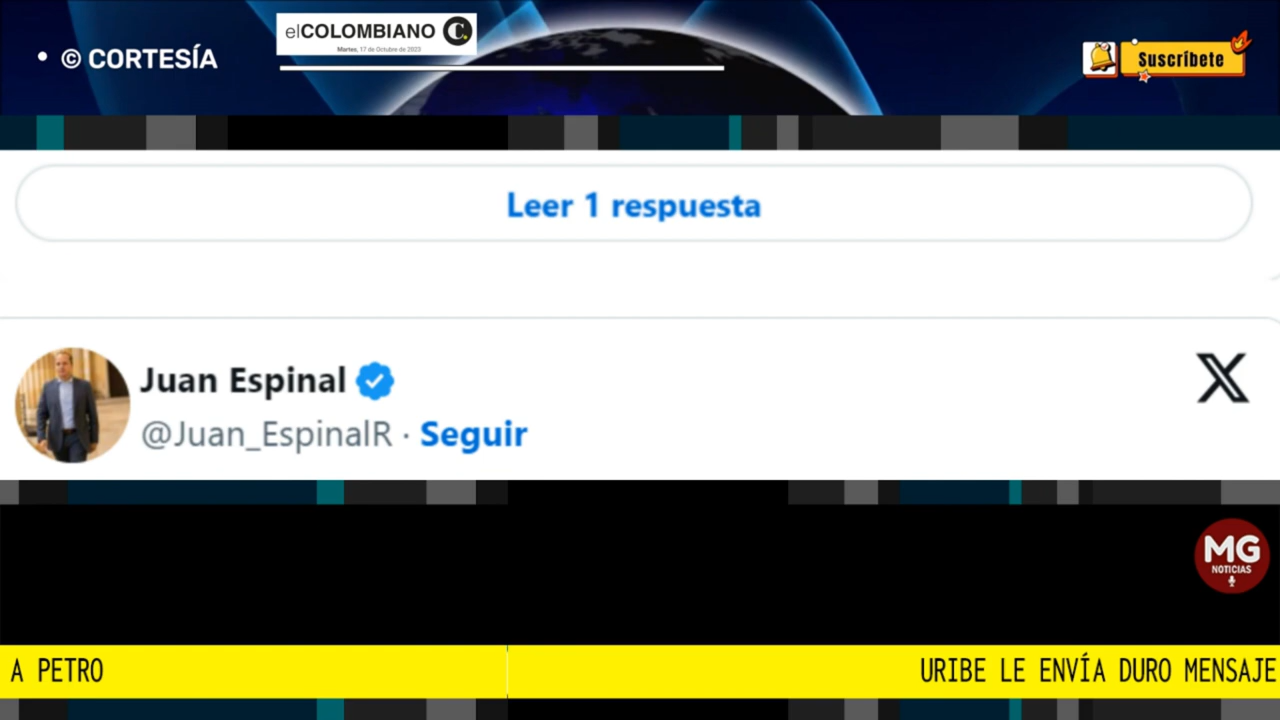 • © CORTESÍA
elCOLOMBIANO C.
Martes, 17 de Octubre de 2023
Suscríbete
Leer 1 respuesta
Juan Espinal
@Juan_EspinalR · Seguir
X
MG
NOTICIAS
A PETRO
URIBE LE ENVÍA DURO MENSAJE